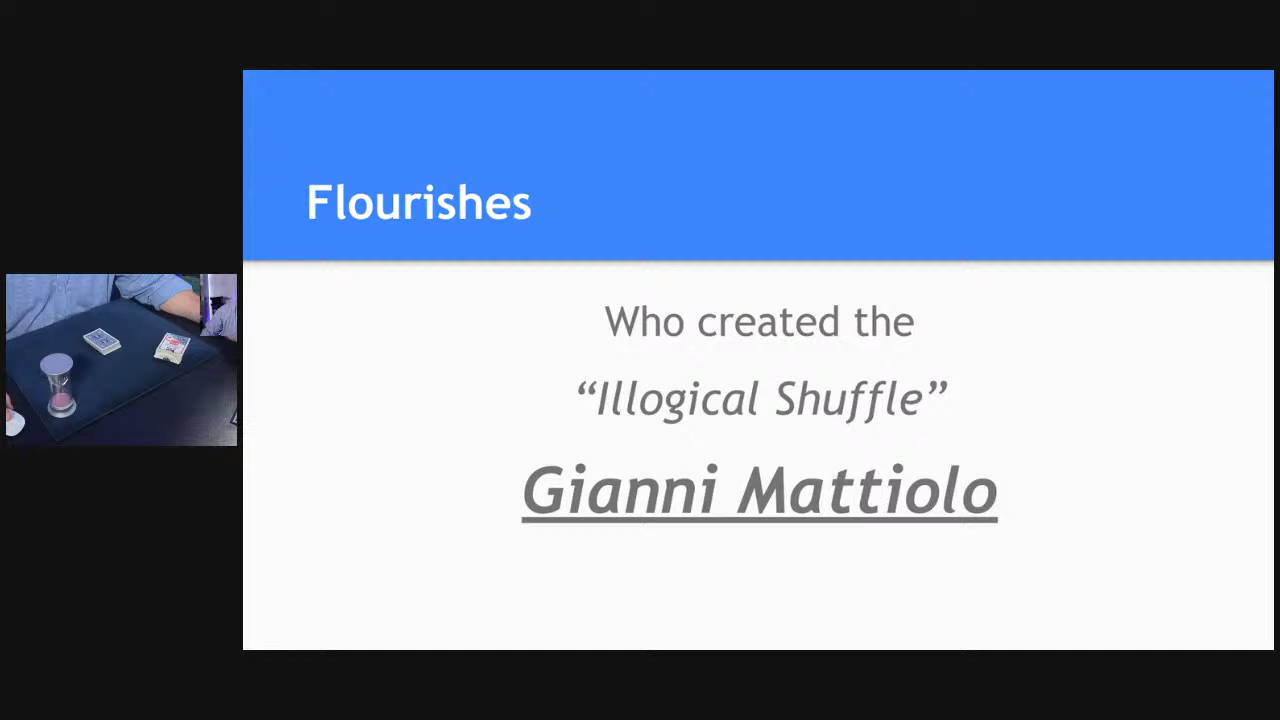 Flourishes
Who created the
“Illogical Shuffle”
Gianni Mattiolo